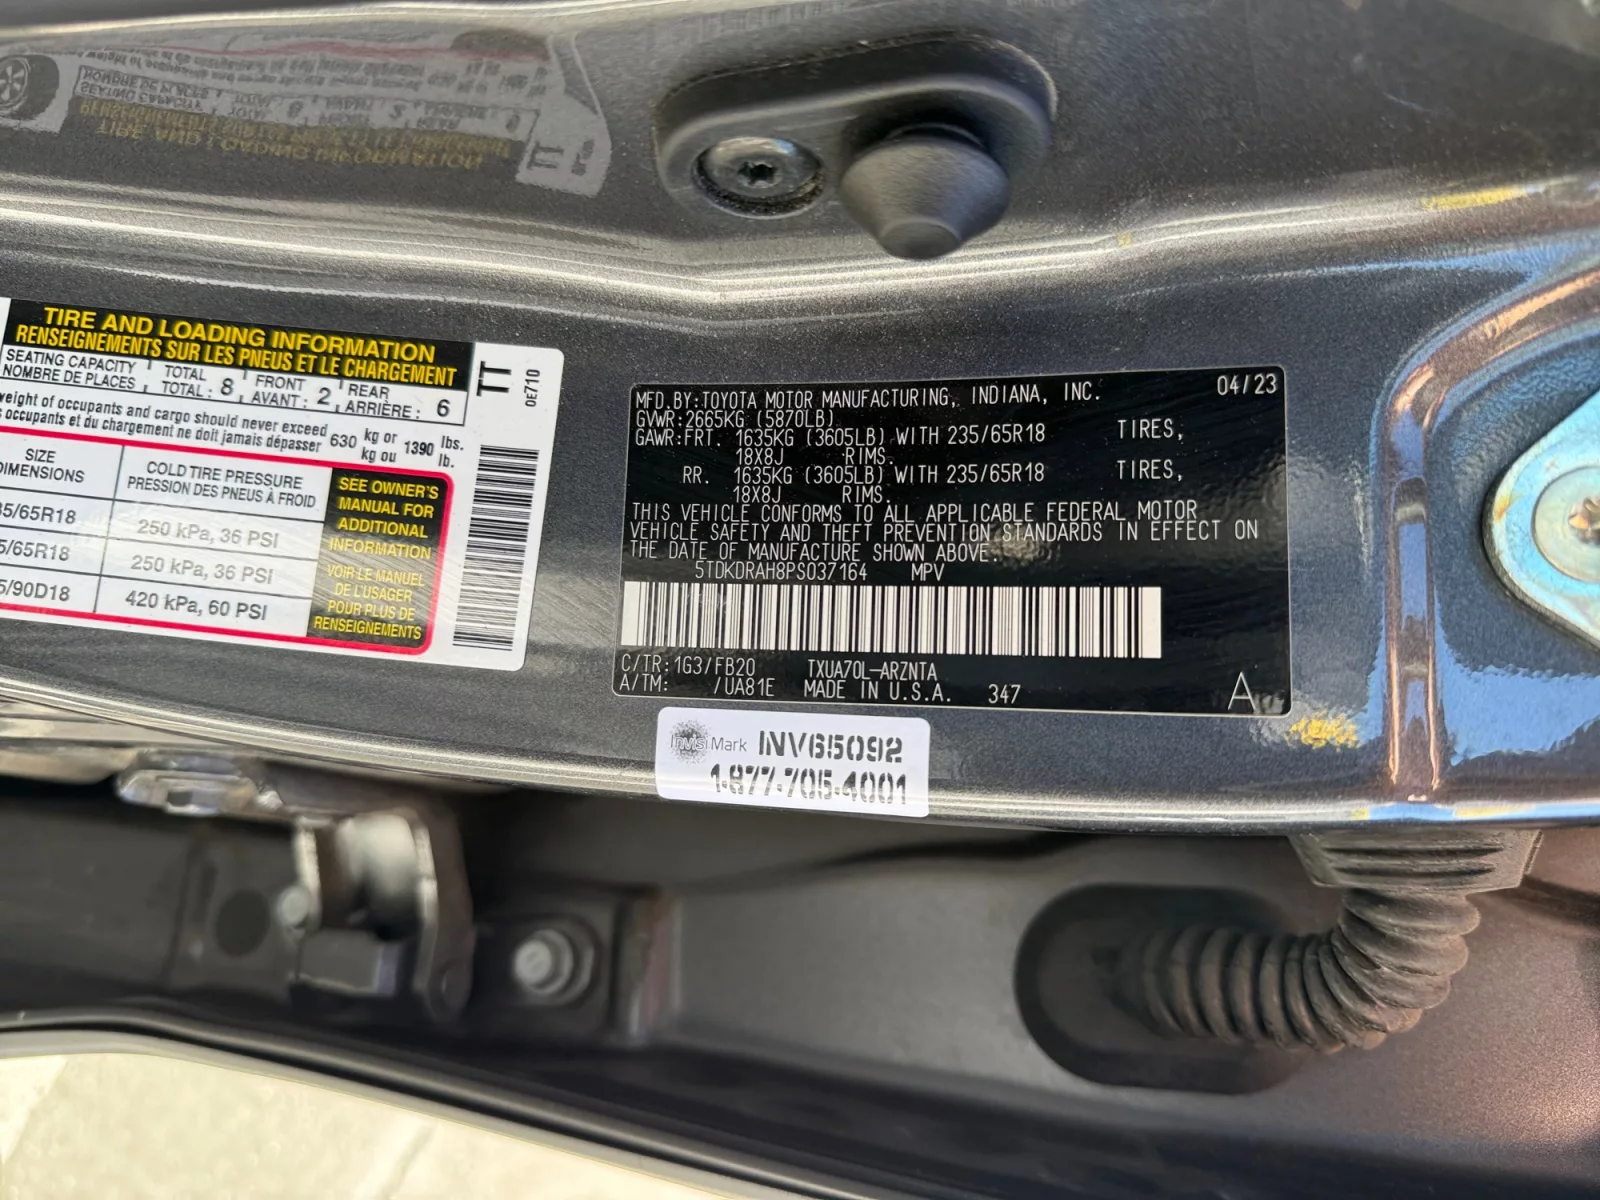 TIRE AND LOADING INFORMATION
RENSEIGNEMENTS SUR LES PNEUS ET LE CHARGEMENT
SEATING CAPACITY TOTAL 8 FRONT 2 REAR 6
NOMBRE DE PLACES TOTAL : AVANT : ARRIÈRE :
weight of occupants and cargo should never exceed 630 kg or 1390 lbs.
occupants et du chargement ne doit jamais dépasser kg ou lb.
SIZE
DIMENSIONS
COLD TIRE PRESSURE
PRESSION DES PNEUS À FROID
35/65R18 250 kPa, 36 PSI
5/65R18 250 kPa, 36 PSI
5/90D18 420 kPa, 60 PSI
SEE OWNER'S
MANUAL FOR
ADDITIONAL
INFORMATION
VOIR LE MANUEL
DE L'USAGER
POUR PLUS DE
RENSEIGNEMENTS
TT
0E710
MFD.BY:TOYOTA MOTOR MANUFACTURING, INDIANA, INC. 04/23
GVWR:2665KG (5870LB)
GAWR:FRT. 1635KG (3605LB) WITH 235/65R18 TIRES,
18X8J RIMS.
RR. 1635KG (3605LB) WITH 235/65R18 TIRES,
18X8J RIMS.
THIS VEHICLE CONFORMS TO ALL APPLICABLE FEDERAL MOTOR
VEHICLE SAFETY AND THEFT PREVENTION STANDARDS IN EFFECT ON
THE DATE OF MANUFACTURE SHOWN ABOVE.
5TDKDRAH8PS037164 MPV
C/TR:1G3/FB20 TXUA70L-ARZNTA
A/TM: /UA81E MADE IN U.S.A. 347 A
InvisiMark INV65092
1-877-705-4001